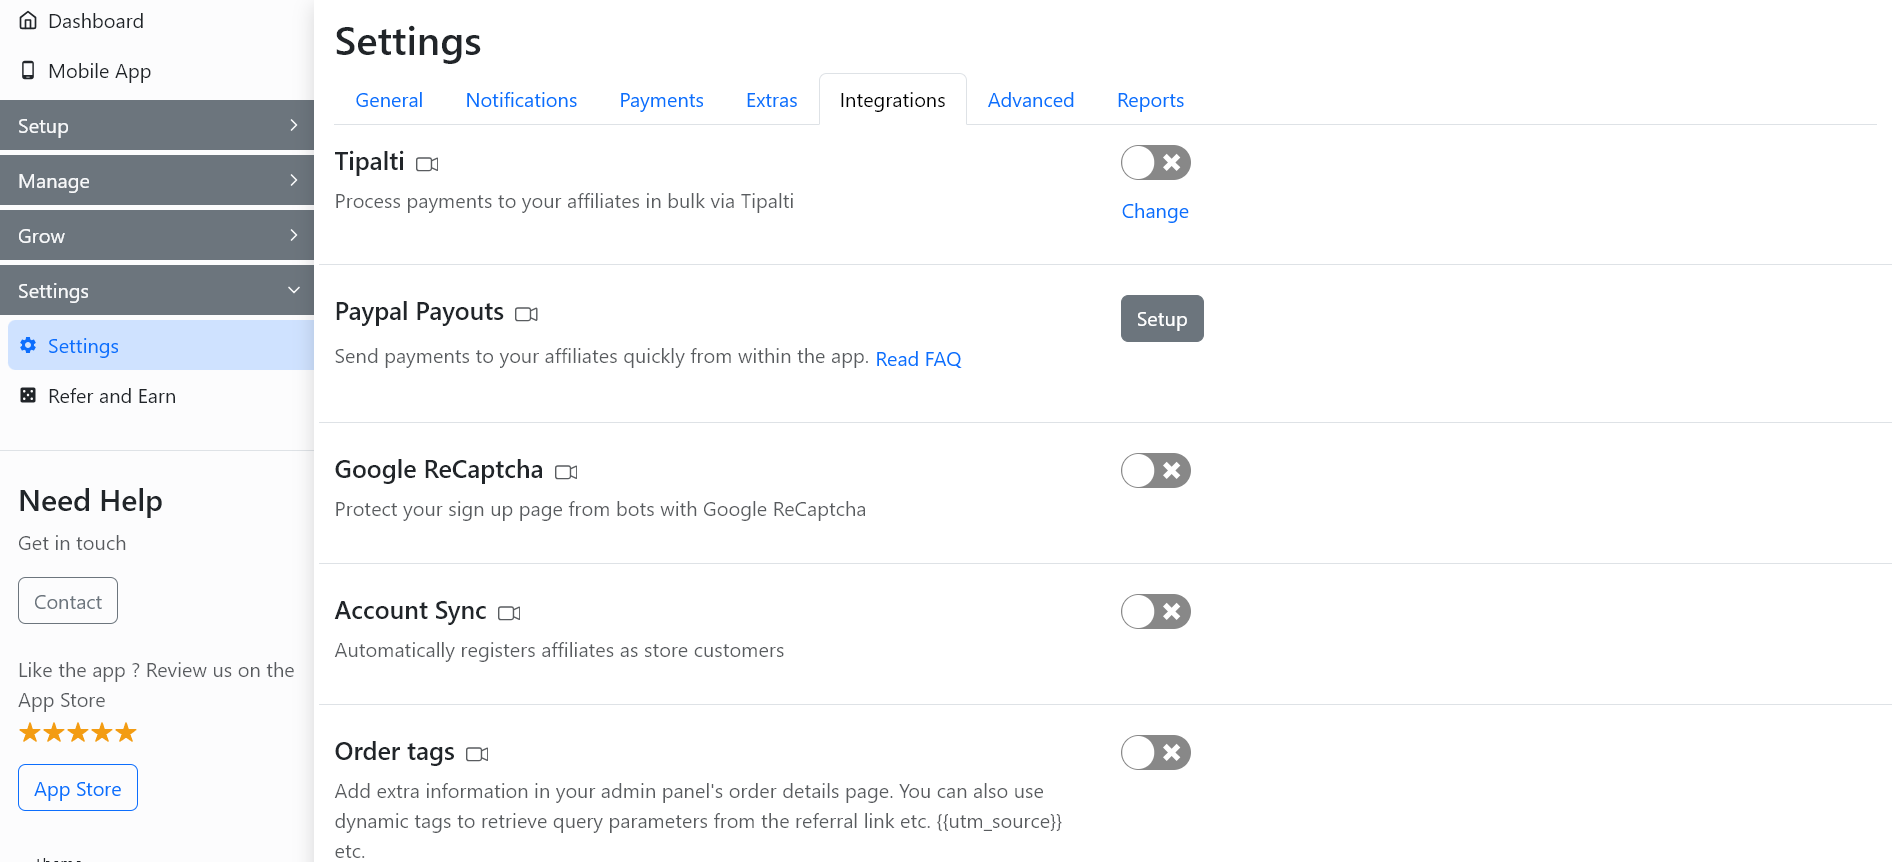 Dashboard
Mobile App
Setup
Manage
Grow
Settings
Settings
Refer and Earn
Need Help
Get in touch
Contact
Like the app ? Review us on the
App Store
App Store
Settings
General
Notifications
Payments
Extras
Integrations
Advanced
Reports
Tipalti
Process payments to your affiliates in bulk via Tipalti
Change
Paypal Payouts
Send payments to your affiliates quickly from within the app. Read FAQ
Setup
Google ReCaptcha
Protect your sign up page from bots with Google ReCaptcha
Account Sync
Automatically registers affiliates as store customers
Order tags
Add extra information in your admin panel's order details page. You can also use
dynamic tags to retrieve query parameters from the referral link etc. {{utm_source}}
etc.